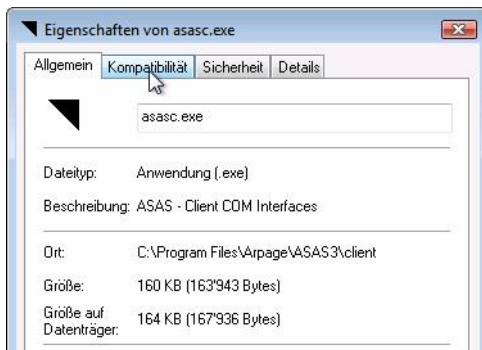 Eigenschaften von asasc.exe
Allgemein Kompatibilität Sicherheit Details
asasc.exe
Dateityp: Anwendung (.exe)
Beschreibung: ASAS - Client COM Interfaces
Ort: C:\Program Files\Arpage\ASAS3\client
Größe: 160 KB (163'943 Bytes)
Größe auf
Datenträger: 164 KB (167'936 Bytes)